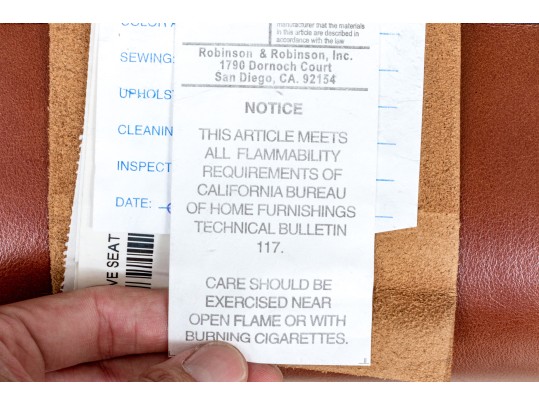 manufacturer that the materials
in this article are described in
accordance with the law
Robinson & Robinson, Inc.
1790 Dornoch Court
San Diego, CA. 92154
NOTICE
THIS ARTICLE MEETS
ALL FLAMMABILITY
REQUIREMENTS OF
CALIFORNIA BUREAU
OF HOME FURNISHINGS
TECHNICAL BULLETIN
117.
CARE SHOULD BE
EXERCISED NEAR
OPEN FLAME OR WITH
BURNING CIGARETTES.
SEWING:
UPHOLS
CLEANIN
INSPECT
DATE:
VE SEAT